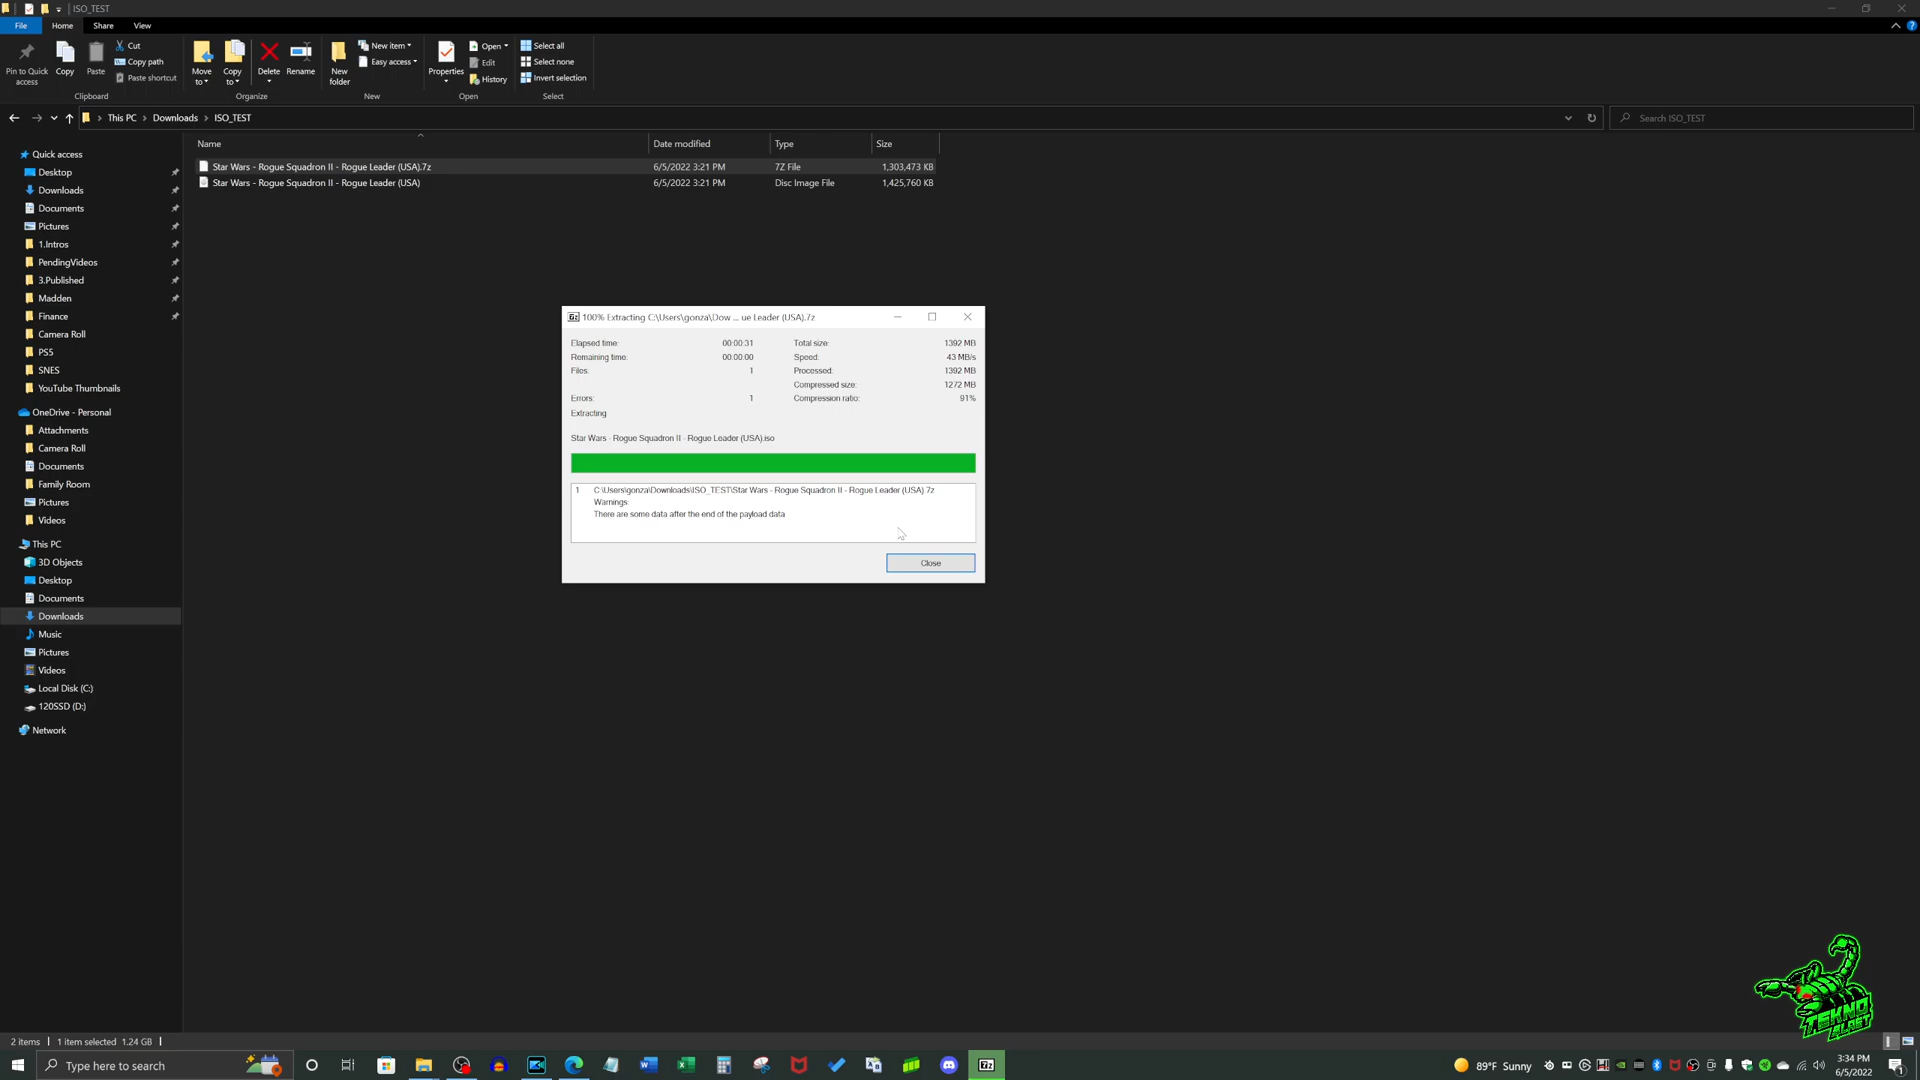 ISO_TEST
File Home Share View
Pin to Quick access
Copy
Paste
Cut
Copy path
Paste shortcut
Clipboard
Move to
Copy to
Delete
Rename
Organize
New folder
New item
Easy access
New
Properties
Open
Edit
History
Open
Select all
Select none
Invert selection
Select
This PC > Downloads > ISO_TEST
Search ISO_TEST
Name Date modified Type Size
Star Wars - Rogue Squadron II - Rogue Leader (USA).7z 6/5/2022 3:21 PM 7Z File 1,303,473 KB
Star Wars - Rogue Squadron II - Rogue Leader (USA) 6/5/2022 3:21 PM Disc Image File 1,425,760 KB
Quick access
Desktop
Downloads
Documents
Pictures
1.Intros
PendingVideos
3.Published
Madden
Finance
Camera Roll
PS5
SNES
YouTube Thumbnails
OneDrive - Personal
Attachments
Camera Roll
Documents
Family Room
Pictures
Videos
This PC
3D Objects
Desktop
Documents
Downloads
Music
Pictures
Videos
Local Disk (C:)
120SSD (D:)
Network
7z 100% Extracting C:\Users\gonza\Dow ... ue Leader (USA).7z
Elapsed time: 00:00:31 Total size: 1392 MB
Remaining time: 00:00:00 Speed: 43 MB/s
Files: 1 Processed: 1392 MB
Compressed size: 1272 MB
Errors: 1 Compression ratio: 91%
Extracting
Star Wars - Rogue Squadron II - Rogue Leader (USA).iso
1 C:\Users\gonza\Downloads\ISO_TEST\Star Wars - Rogue Squadron II - Rogue Leader (USA).7z
Warnings:
There are some data after the end of the payload data
Close
TEKNO
BLAST
2 items 1 item selected 1.24 GB
Type here to search
7z
89°F Sunny
3:34 PM
6/5/2022